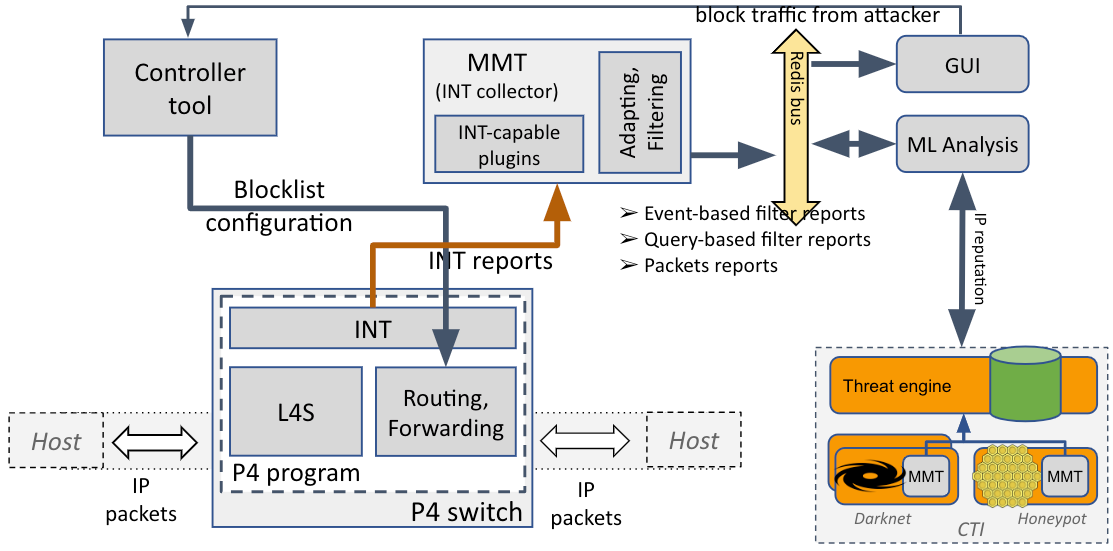 block traffic from attacker
Controller
tool
MMT
(INT collector)
INT-capable
plugins
Adapting,
Filtering
Redis bus
GUI
ML Analysis
Blocklist
configuration
➢ Event-based filter reports
➢ Query-based filter reports
➢ Packets reports
IP reputation
INT reports
INT
L4S
Routing,
Forwarding
P4 program
P4 switch
Host
IP
packets
Host
IP
packets
Threat engine
MMT
MMT
Darknet
Honeypot
CTI